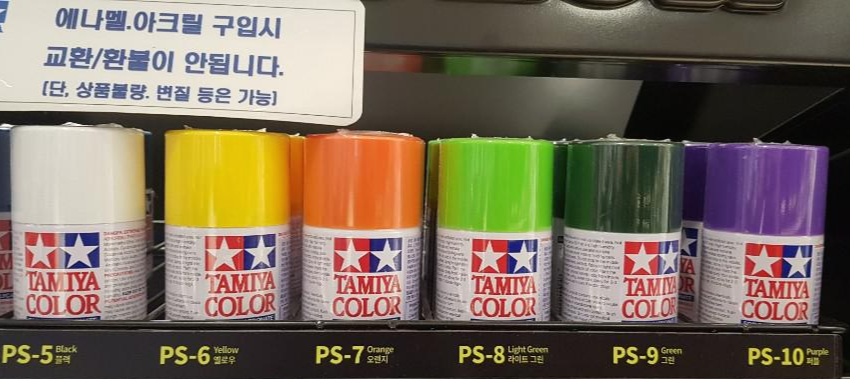 에나멜.아크릴 구입시
교환/환불이 안됩니다.
(단, 상품불량. 변질 등은 가능)
TAMIYA
COLOR
TAMIYA
COLOR
TAMIYA
COLOR
TAMIYA
COLOR
TAMIYA
COLOR
TAMIYA
COLOR
PS-5 Black
블랙
PS-6 Yellow
옐로우
PS-7 Orange
오렌지
PS-8 Light Green
라이트 그린
PS-9 Green
그린
PS-10 Purple
퍼플